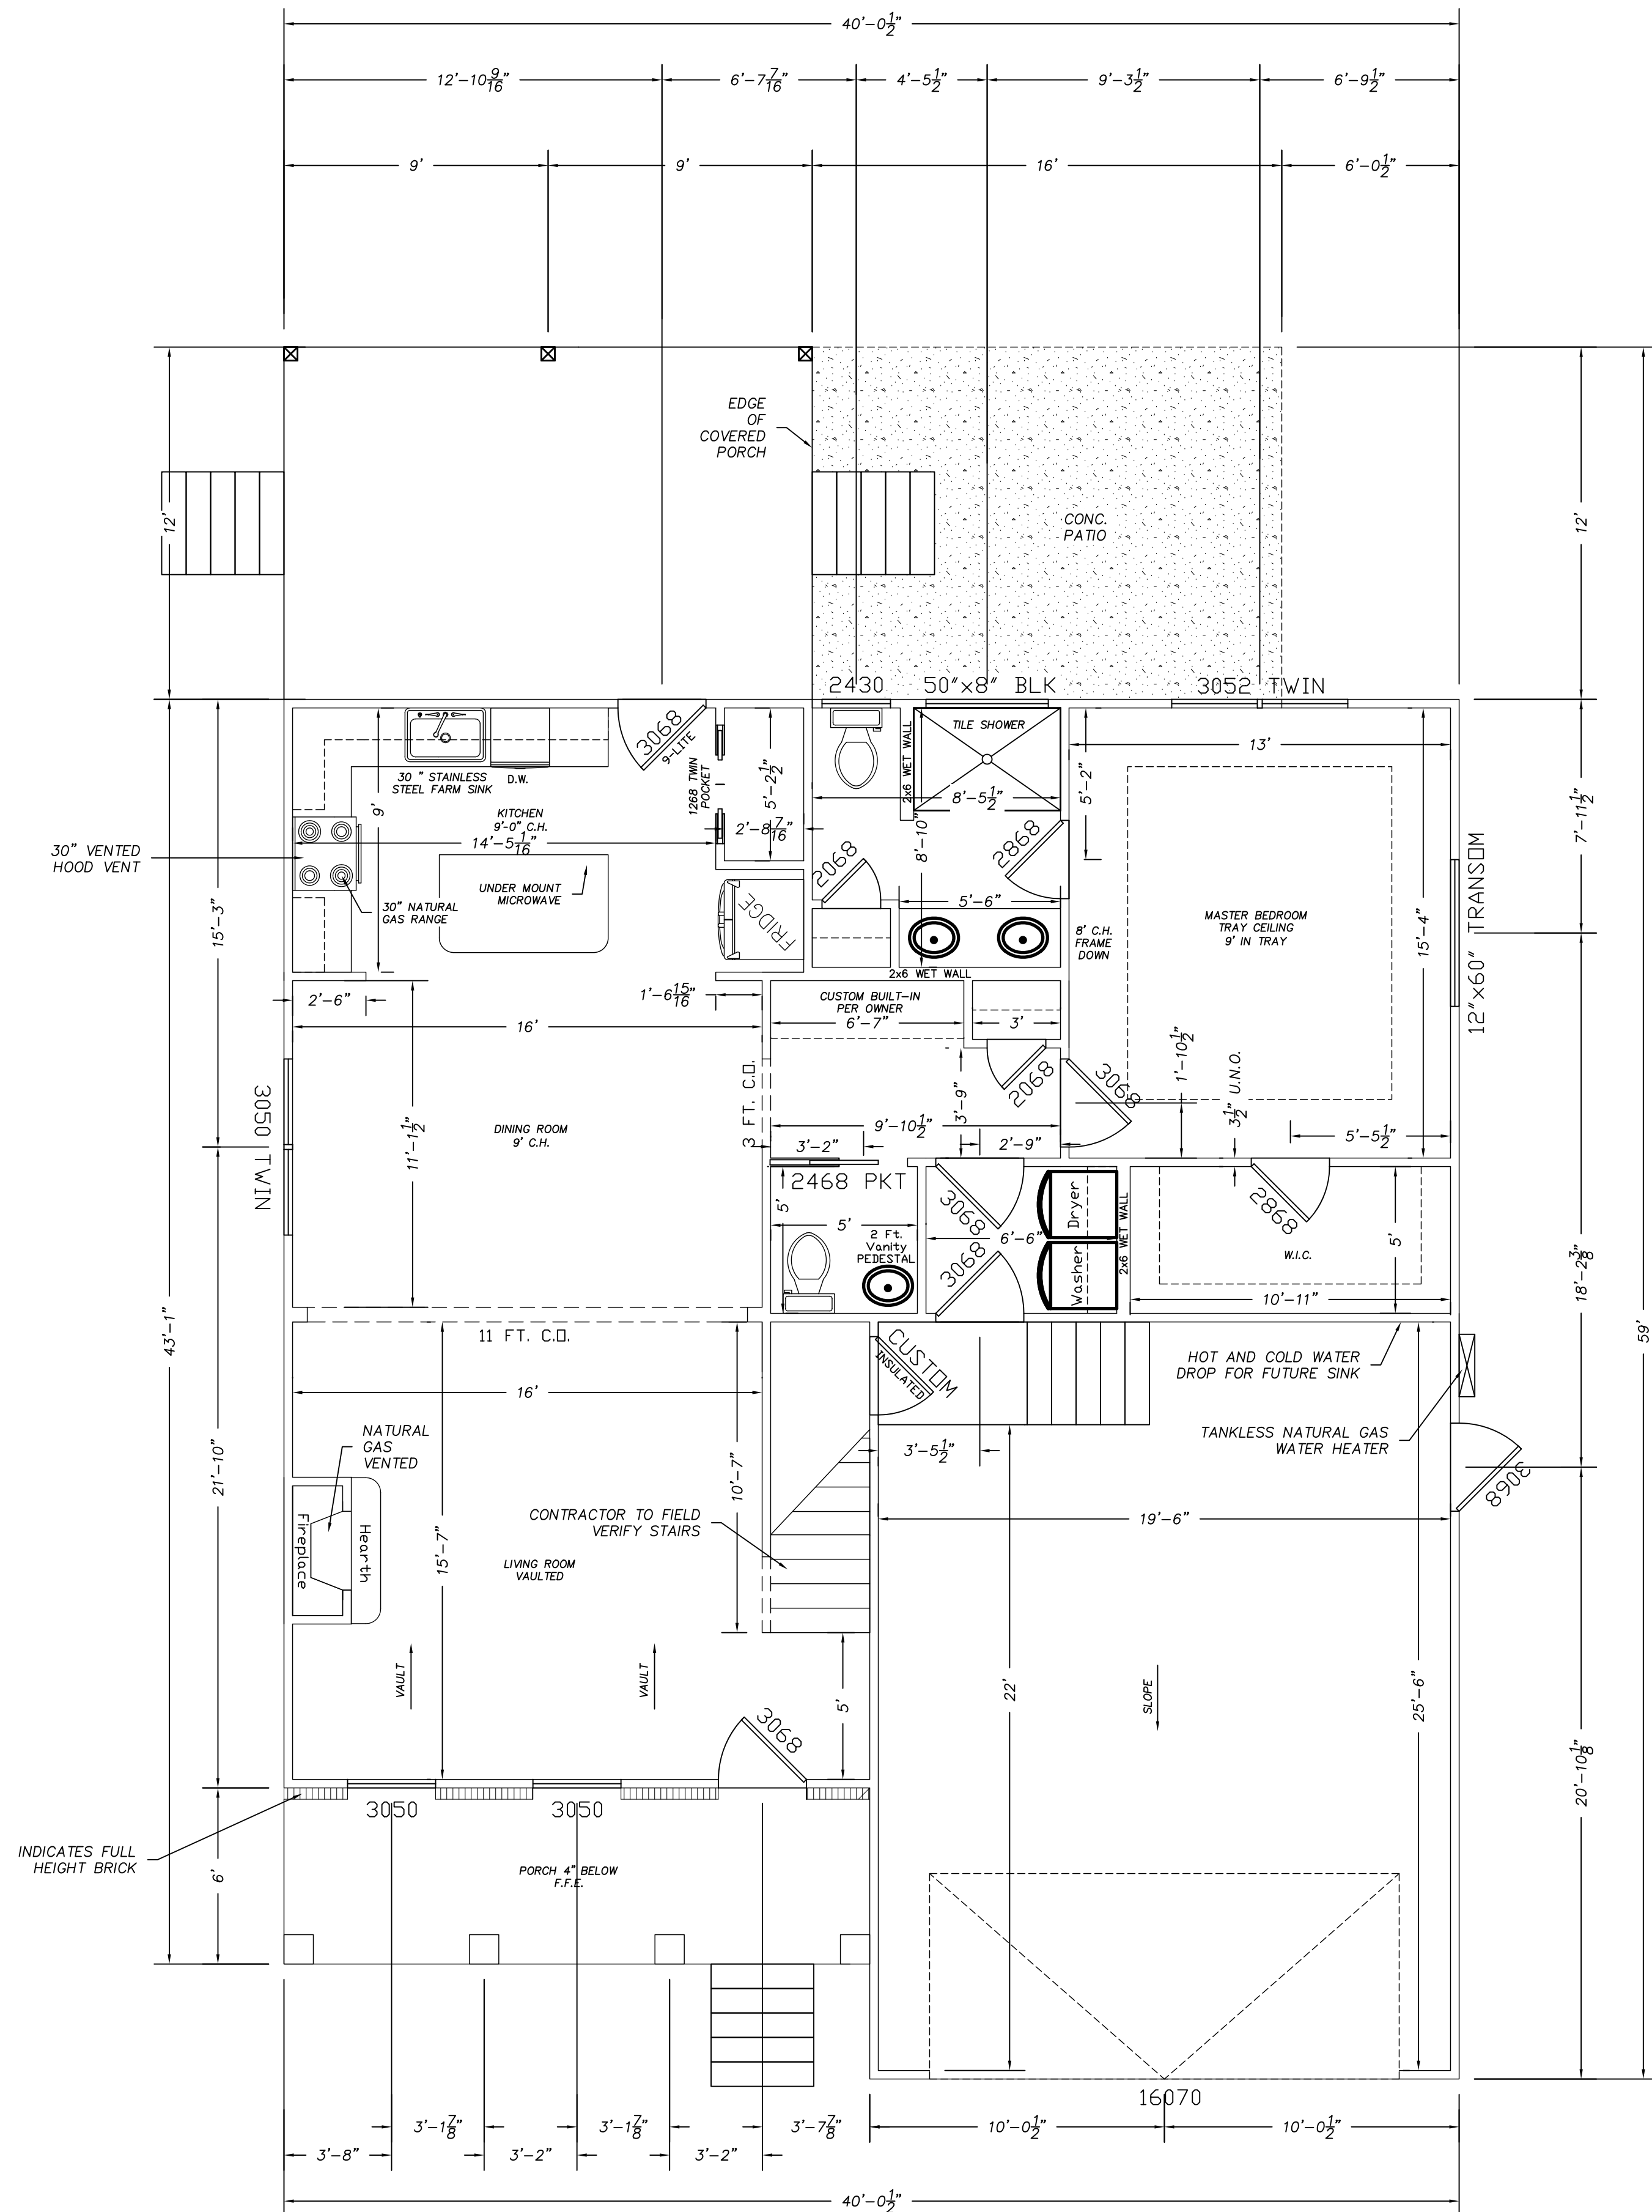 40'-0 1/2"
12'-10 9/16"
6'-7 7/16"
4'-5 1/2"
9'-3 1/2"
6'-9 1/2"
9'
9'
16'
6'-0 1/2"
EDGE
OF
COVERED
PORCH
12'
CONC.
PATIO
12'
2430
50"x8" BLK
3052 TWIN
3068
9-LITE
1268 TWIN
POCKET
2x6 WET WALL
TILE SHOWER
13'
30 " STAINLESS
STEEL FARM SINK
D.W.
5'-2 1/2"
8'-5 1/2"
5'-2"
7'-11 1/2"
KITCHEN
9'-0" C.H.
9'
14'-5 1/16"
2'-8 7/16"
8'-10"
2868
2068
30" VENTED
HOOD VENT
UNDER MOUNT
MICROWAVE
30" NATURAL
GAS RANGE
FRIDGE
5'-6"
8' C.H.
FRAME
DOWN
MASTER BEDROOM
TRAY CEILING
9' IN TRAY
15'-4"
12"x60" TRANSOM
15'-3"
2x6 WET WALL
2'-6"
1'-6 15/16"
CUSTOM BUILT-IN
PER OWNER
6'-7"
3'
16'
2068
3068
1'-10 1/2"
3 1/2" U.N.O.
3050 TWIN
3 FT. C.O.
3'-9"
DINING ROOM
9' C.H.
11'-1 1/2"
9'-10 1/2"
3'-2"
2'-9"
5'-5 1/2"
2468 PKT
5'
5'
2 Ft.
Vanity
PEDESTAL
3068
6'-6"
3068
Dryer
Washer
2x6 WET WALL
2868
W.I.C.
5'
10'-11"
18'-2 3/8"
59'
43'-1"
11 FT. C.O.
CUSTOM
INSULATED
HOT AND COLD WATER
DROP FOR FUTURE SINK
16'
NATURAL
GAS
VENTED
TANKLESS NATURAL GAS
WATER HEATER
3'-5 1/2"
10'-7"
21'-10"
3068
CONTRACTOR TO FIELD
VERIFY STAIRS
19'-6"
Fireplace
Hearth
15'-7"
LIVING ROOM
VAULTED
VAULT
VAULT
5'
22'
SLOPE
25'-6"
3068
3050
3050
20'-10 1/8"
INDICATES FULL
HEIGHT BRICK
6'
PORCH 4" BELOW
F.F.E.
16070
3'-1 7/8"
3'-1 7/8"
3'-7 7/8"
10'-0 1/2"
10'-0 1/2"
3'-8"
3'-2"
3'-2"
40'-0 1/2"